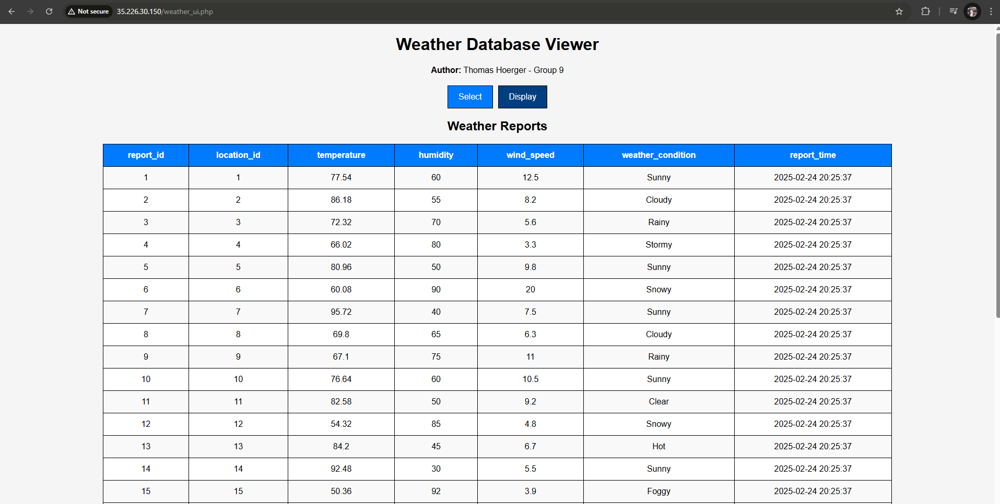 Not secure 35.226.30.150/weather_ui.php
Weather Database Viewer
Author: Thomas Hoerger - Group 9
Select Display
Weather Reports
report_id location_id temperature humidity wind_speed weather_condition report_time
1 1 77.54 60 12.5 Sunny 2025-02-24 20:25:37
2 2 86.18 55 8.2 Cloudy 2025-02-24 20:25:37
3 3 72.32 70 5.6 Rainy 2025-02-24 20:25:37
4 4 66.02 80 3.3 Stormy 2025-02-24 20:25:37
5 5 80.96 50 9.8 Sunny 2025-02-24 20:25:37
6 6 60.08 90 20 Snowy 2025-02-24 20:25:37
7 7 95.72 40 7.5 Sunny 2025-02-24 20:25:37
8 8 69.8 65 6.3 Cloudy 2025-02-24 20:25:37
9 9 67.1 75 11 Rainy 2025-02-24 20:25:37
10 10 76.64 60 10.5 Sunny 2025-02-24 20:25:37
11 11 82.58 50 9.2 Clear 2025-02-24 20:25:37
12 12 54.32 85 4.8 Snowy 2025-02-24 20:25:37
13 13 84.2 45 6.7 Hot 2025-02-24 20:25:37
14 14 92.48 30 5.5 Sunny 2025-02-24 20:25:37
15 15 50.36 92 3.9 Foggy 2025-02-24 20:25:37